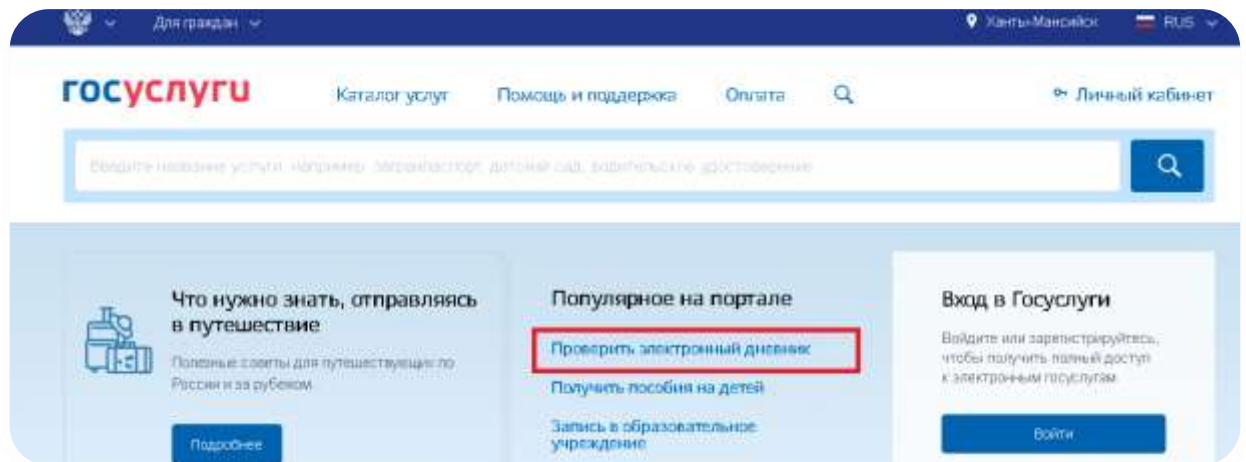 Для граждан
Ханты-Мансийск
RUS
госуслуги
Каталог услуг
Помощь и поддержка
Оплата
Личный кабинет
Введите название услуги, например, загранпаспорт, детский сад, водительское удостоверение
Что нужно знать, отправляясь
в путешествие
Полезные советы для путешествующих по
России и за рубежом
Подробнее
Популярное на портале
Проверить электронный дневник
Получить пособия на детей
Запись в образовательное
учреждение
Вход в Госуслуги
Войдите или зарегистрируйтесь,
чтобы получить полный доступ
к электронным госуслугам
Войти